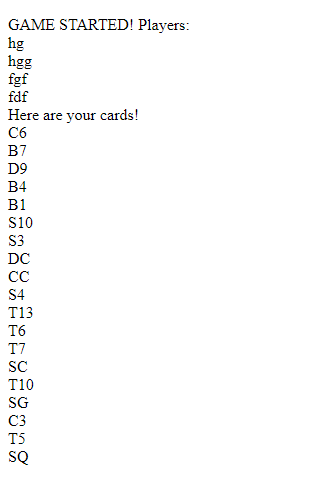 GAME STARTED! Players:
hg
hgg
fgf
fdf
Here are your cards!
C6
B7
D9
B4
B1
S10
S3
DC
CC
S4
T13
T6
T7
SC
T10
SG
C3
T5
SQ